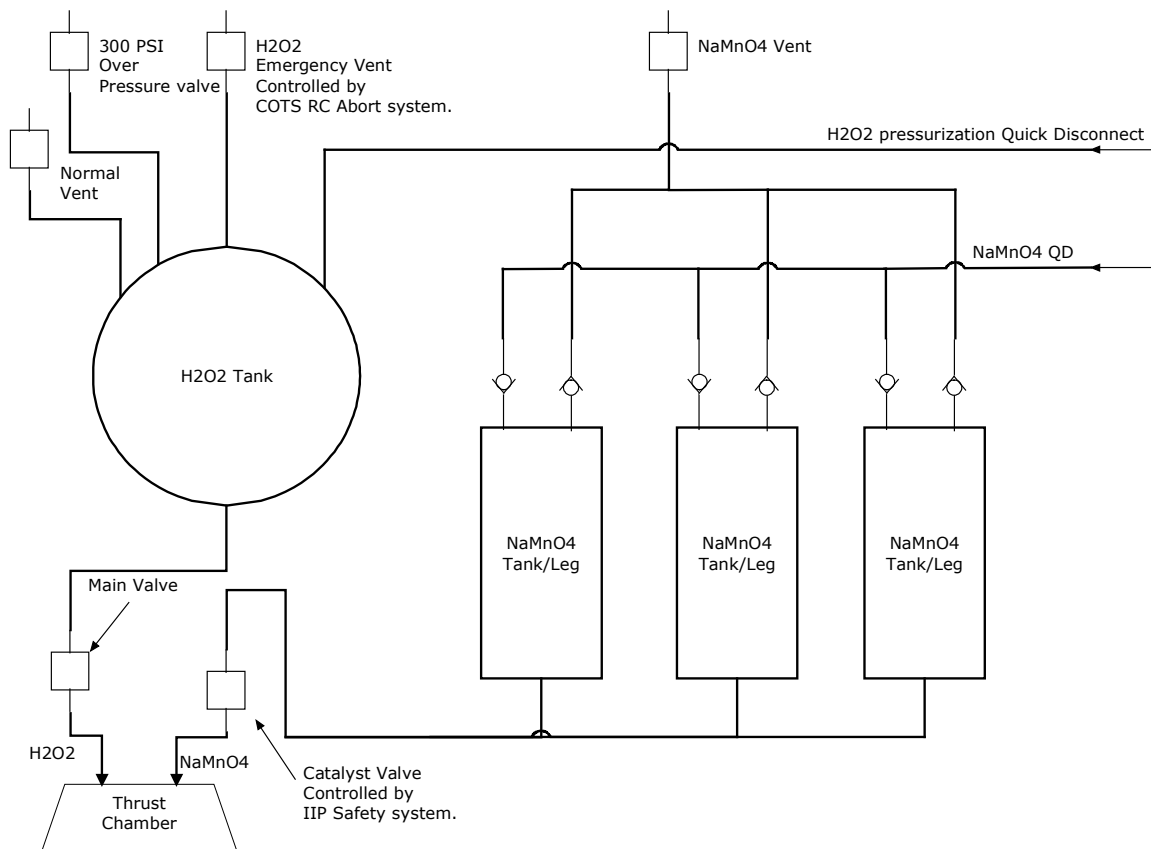 300 PSI
Over
Pressure valve
H2O2
Emergency Vent
Controlled by
COTS RC Abort system.
NaMnO4 Vent
H2O2 pressurization Quick Disconnect
Normal
Vent
NaMnO4 QD
H2O2 Tank
NaMnO4
Tank/Leg
NaMnO4
Tank/Leg
NaMnO4
Tank/Leg
Main Valve
H2O2
NaMnO4
Catalyst Valve
Controlled by
IIP Safety system.
Thrust
Chamber